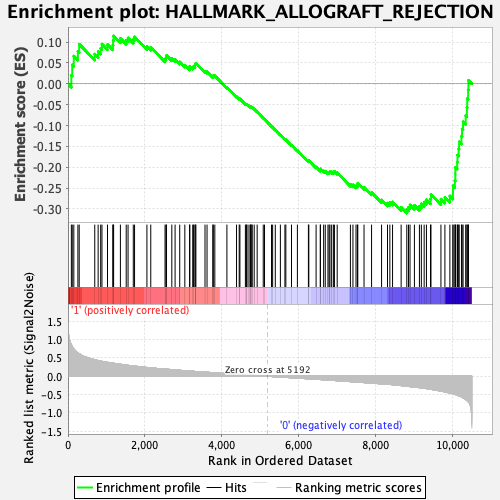 Enrichment plot: HALLMARK_ALLOGRAFT_REJECTION
Enrichment score (ES)
0.10
0.05
0.00
-0.05
-0.10
-0.15
-0.20
-0.25
-0.30
'1' (positively correlated)
Ranked list metric (Signal2Noise)
1.5
1.0
0.5
0.0
-0.5
-1.0
-1.5
Zero cross at 5192
'0' (negatively correlated)
0
2,000
4,000
6,000
8,000
10,000
Rank in Ordered Dataset
Enrichment profile
Hits
Ranking metric scores